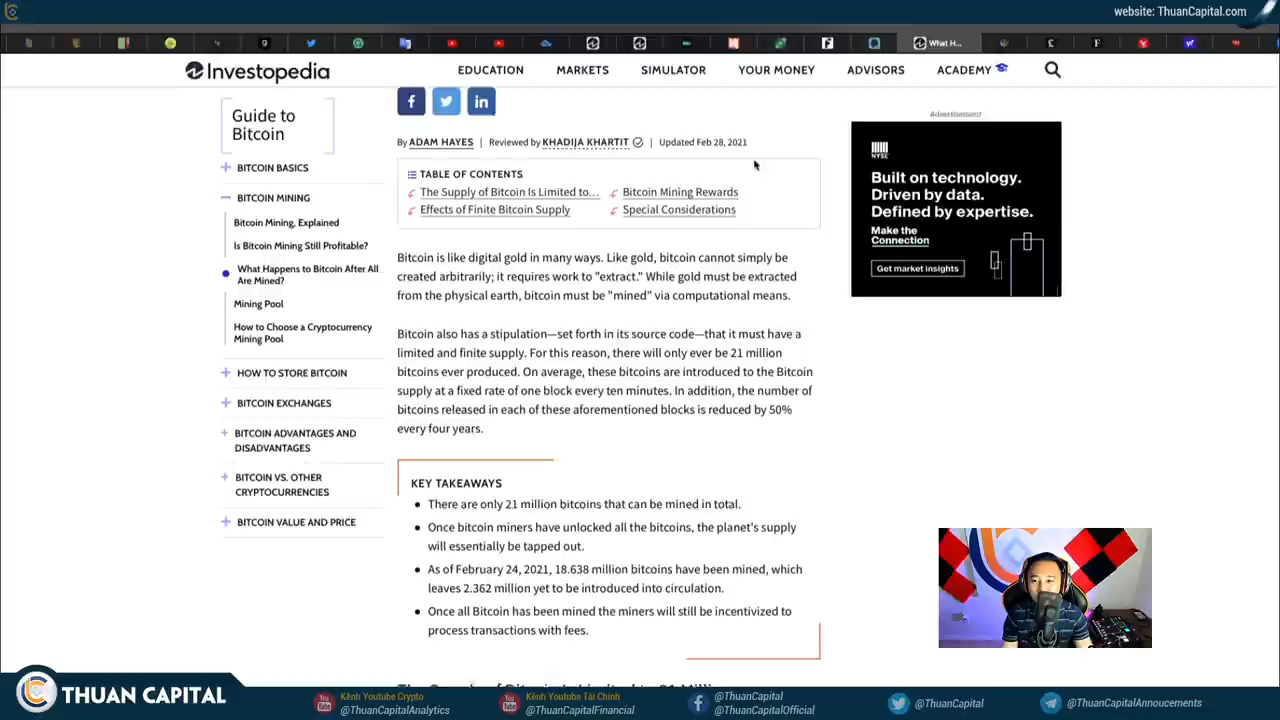 website: ThuanCapital.com
What H...
Investopedia
EDUCATION
MARKETS
SIMULATOR
YOUR MONEY
ADVISORS
ACADEMY
Guide to
Bitcoin
BITCOIN BASICS
BITCOIN MINING
Bitcoin Mining, Explained
Is Bitcoin Mining Still Profitable?
What Happens to Bitcoin After All
Are Mined?
Mining Pool
How to Choose a Cryptocurrency
Mining Pool
HOW TO STORE BITCOIN
BITCOIN EXCHANGES
BITCOIN ADVANTAGES AND
DISADVANTAGES
BITCOIN VS. OTHER
CRYPTOCURRENCIES
BITCOIN VALUE AND PRICE
By ADAM HAYES | Reviewed by KHADIJA KHARTIT | Updated Feb 28, 2021
TABLE OF CONTENTS
The Supply of Bitcoin Is Limited to...
Bitcoin Mining Rewards
Effects of Finite Bitcoin Supply
Special Considerations
Bitcoin is like digital gold in many ways. Like gold, bitcoin cannot simply be
created arbitrarily; it requires work to "extract." While gold must be extracted
from the physical earth, bitcoin must be "mined" via computational means.
Bitcoin also has a stipulation—set forth in its source code—that it must have a
limited and finite supply. For this reason, there will only ever be 21 million
bitcoins ever produced. On average, these bitcoins are introduced to the Bitcoin
supply at a fixed rate of one block every ten minutes. In addition, the number of
bitcoins released in each of these aforementioned blocks is reduced by 50%
every four years.
KEY TAKEAWAYS
There are only 21 million bitcoins that can be mined in total.
Once bitcoin miners have unlocked all the bitcoins, the planet's supply
will essentially be tapped out.
As of February 24, 2021, 18.638 million bitcoins have been mined, which
leaves 2.362 million yet to be introduced into circulation.
Once all Bitcoin has been mined the miners will still be incentivized to
process transactions with fees.
Advertisement
NYSE
Built on technology.
Driven by data.
Defined by expertise.
Make the
Connection
Get market insights
THUAN CAPITAL
Kênh Youtube Crypto
@ThuanCapitalAnalytics
Kênh Youtube Tài Chính
@ThuanCapitalFinancial
@ThuanCapital
@ThuanCapitalOfficial
@ThuanCapital
@ThuanCapitalAnnoucements